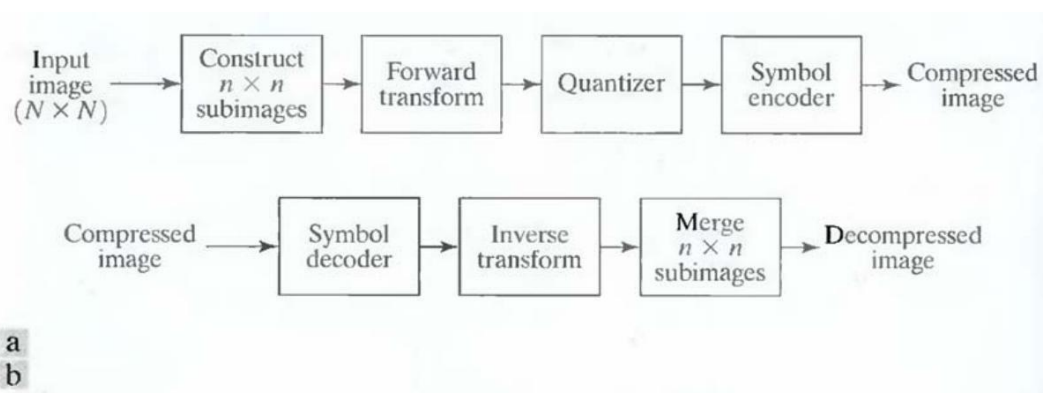 Input
image
(N × N)
Construct
n × n
subimages
Forward
transform
Quantizer
Symbol
encoder
Compressed
image
Compressed
image
Symbol
decoder
Inverse
transform
Merge
n × n
subimages
Decompressed
image
a
b